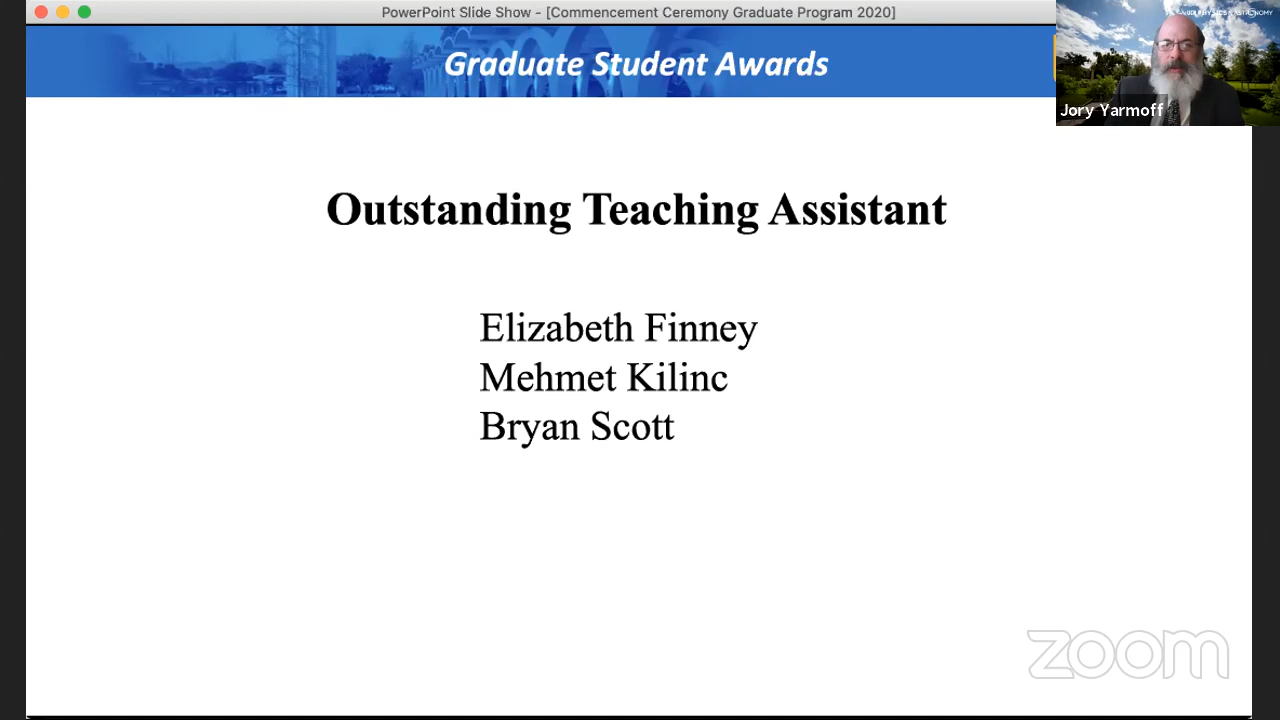 PowerPoint Slide Show - [Commencement Ceremony Graduate Program 2020]
Graduate Student Awards
Jory Yarmoff
Outstanding Teaching Assistant
Elizabeth Finney
Mehmet Kilinc
Bryan Scott
zoom